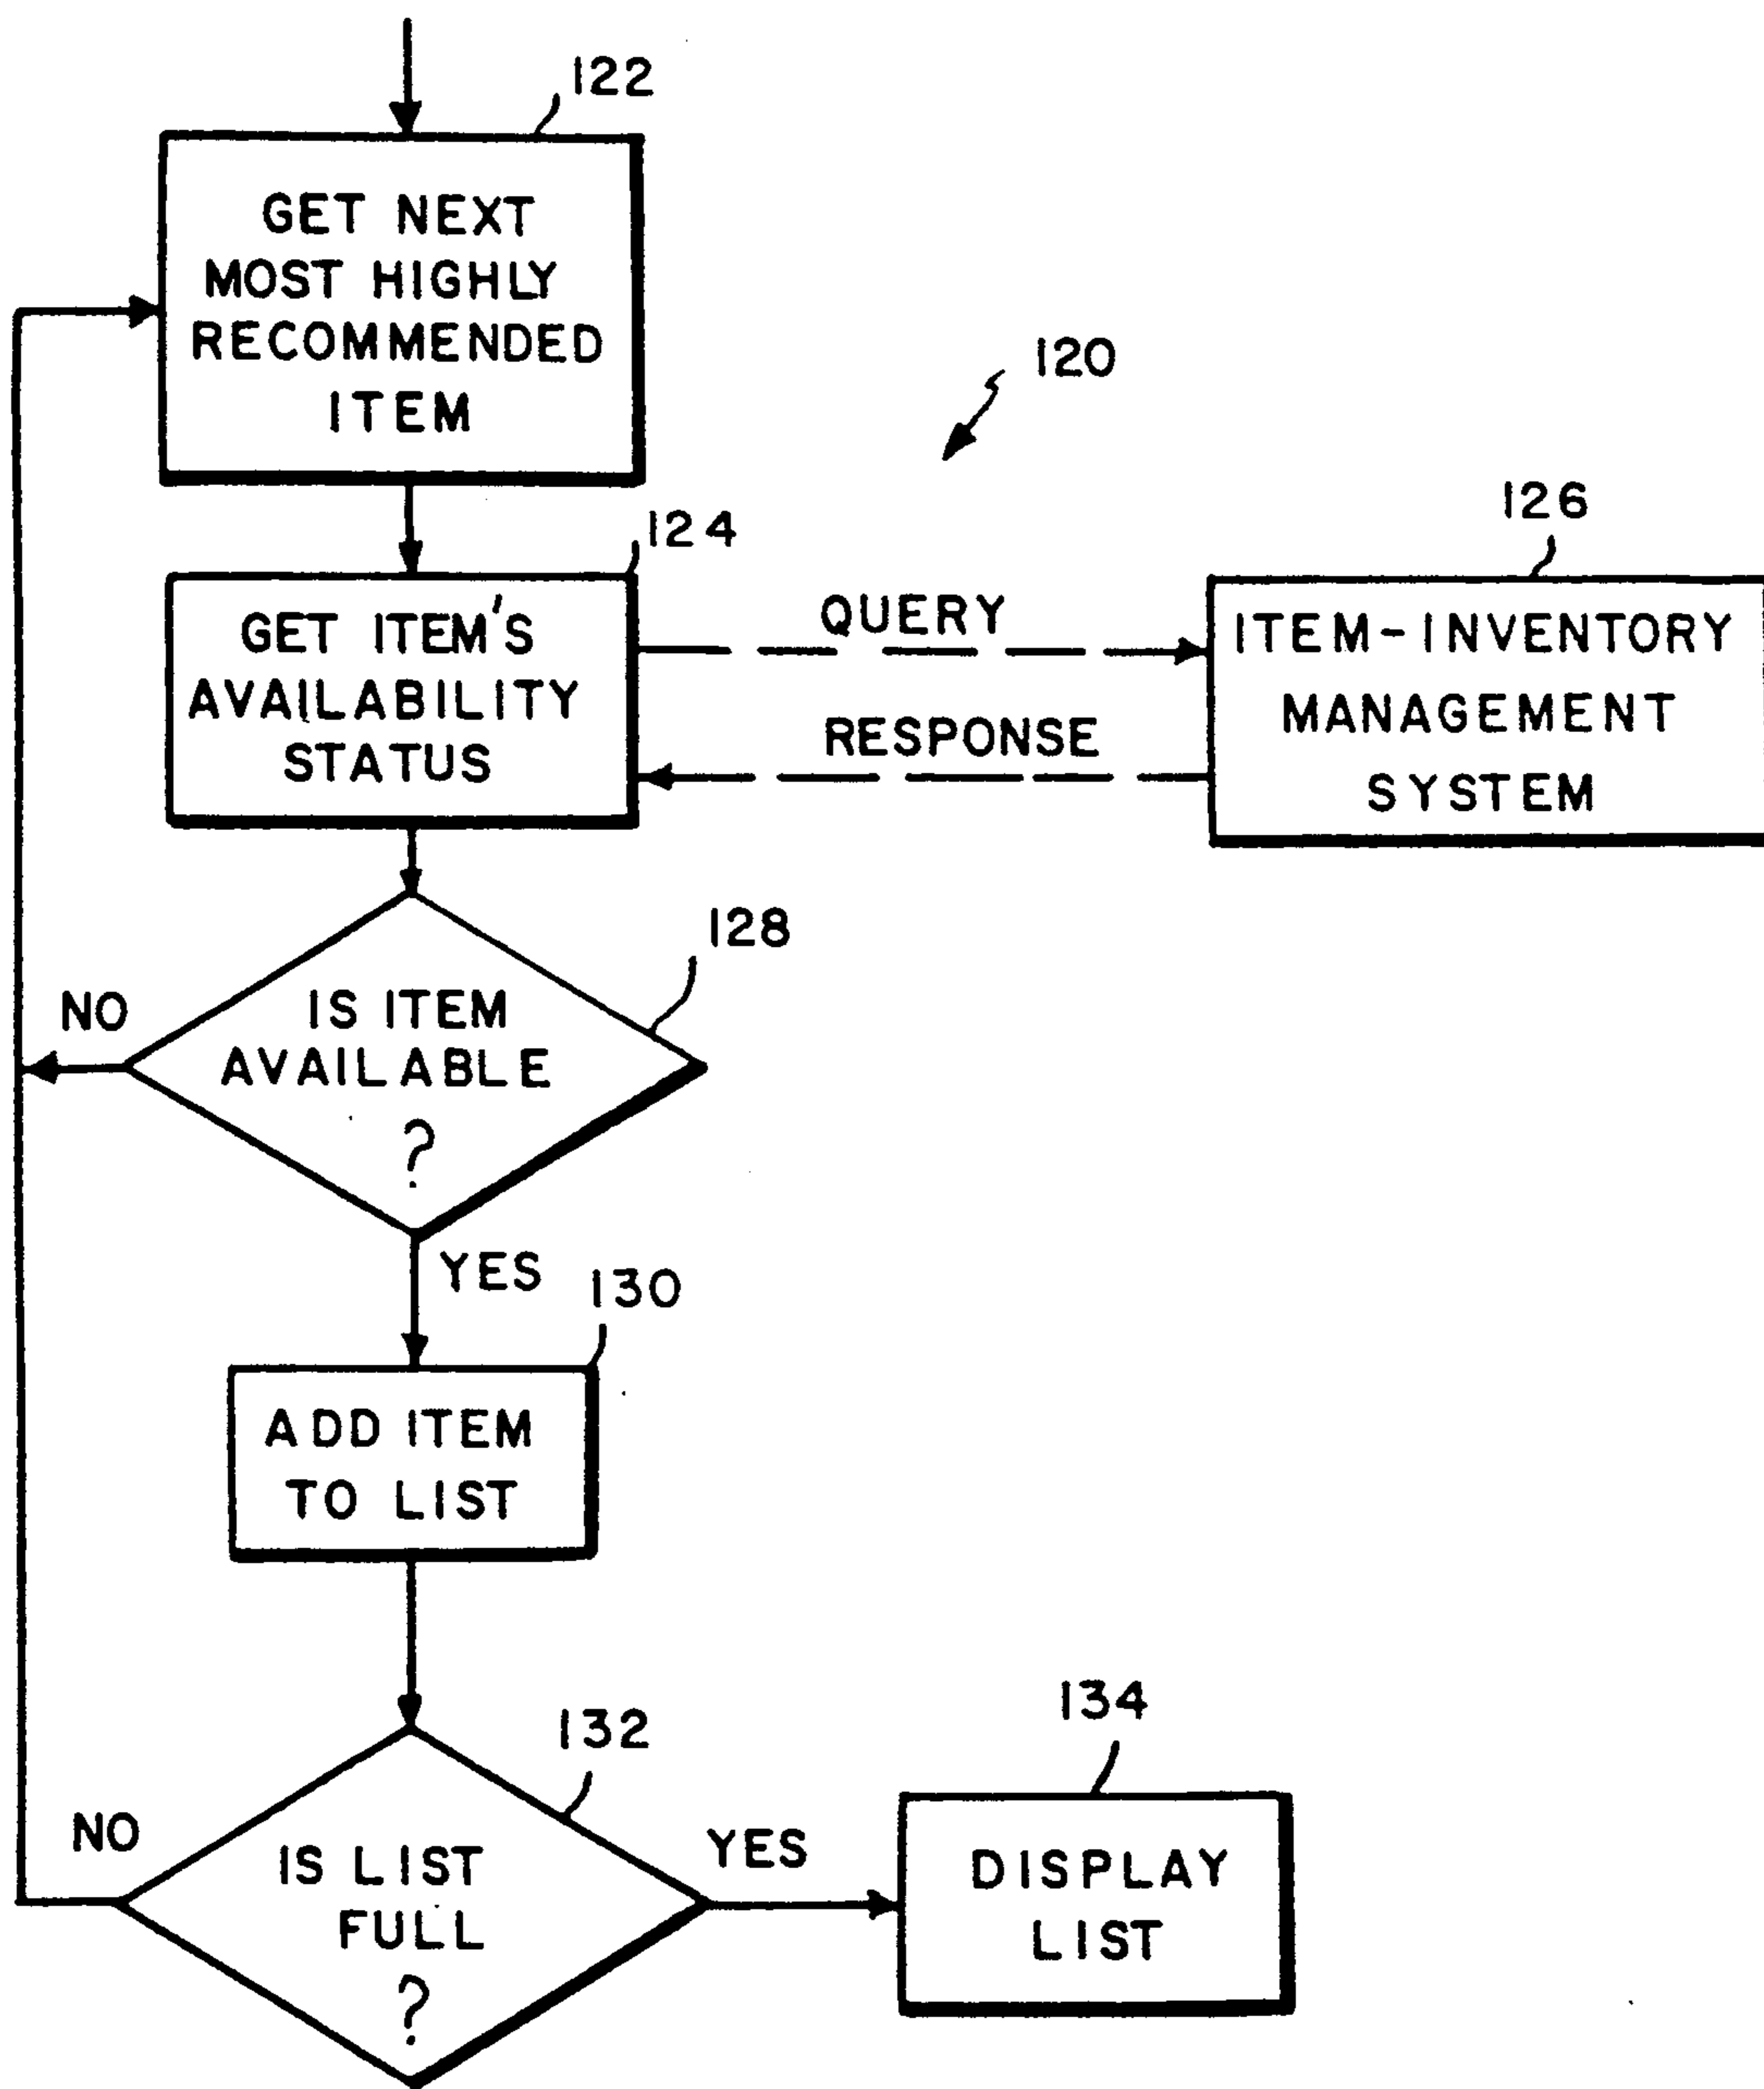 122
GET NEXT
MOST HIGHLY
RECOMMENDED
ITEM
120
124
126
GET ITEM'S
AVAILABILITY
STATUS
QUERY
RESPONSE
ITEM-INVENTORY
MANAGEMENT
SYSTEM
128
NO
IS ITEM
AVAILABLE
?
YES
130
ADD ITEM
TO LIST
132
134
NO
IS LIST
FULL
?
YES
DISPLAY
LIST